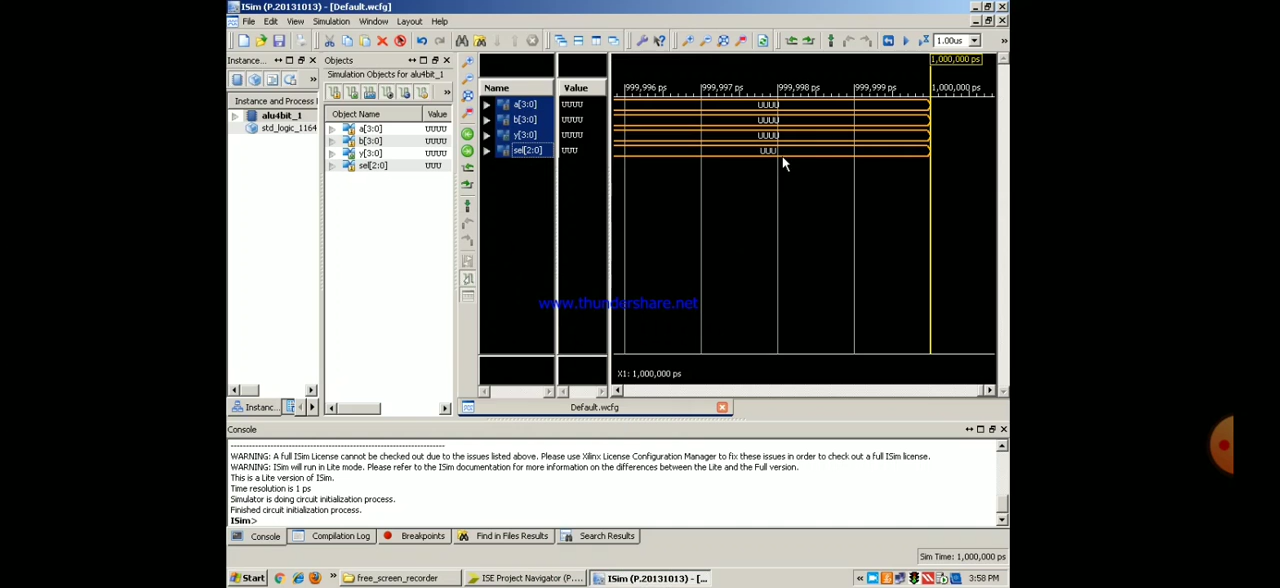 ISim (P.20131013) - [Default.wcfg]
File Edit View Simulation Window Layout Help
1.00us
Instance...
Objects
Simulation Objects for alu4bit_1
Instance and Process
alu4bit_1
std_logic_1164
Object Name Value
a[3:0] UUUU
b[3:0] UUUU
y[3:0] UUUU
sel[2:0] UUU
Name Value
a[3:0] UUUU
b[3:0] UUUU
y[3:0] UUUU
sel[2:0] UUU
1,000,000 ps
999,996 ps 999,997 ps 999,998 ps 999,999 ps 1,000,000 ps
UUUU
UUUU
UUUU
UUU
www.thundershare.net
X1: 1,000,000 ps
Instanc...
Default.wcfg
Console
WARNING: A full ISim License cannot be checked out due to the issues listed above. Please use Xilinx License Configuration Manager to fix these issues in order to check out a full ISim license.
WARNING: ISim will run in Lite mode. Please refer to the ISim documentation for more information on the differences between the Lite and the Full version.
This is a Lite version of ISim.
Time resolution is 1 ps
Simulator is doing circuit initialization process.
Finished circuit initialization process.
ISim>
Console Compilation Log Breakpoints Find in Files Results Search Results
Sim Time: 1,000,000 ps
Start free_screen_recorder ISE Project Navigator (P.... ISim (P.20131013) - [... 3:58 PM